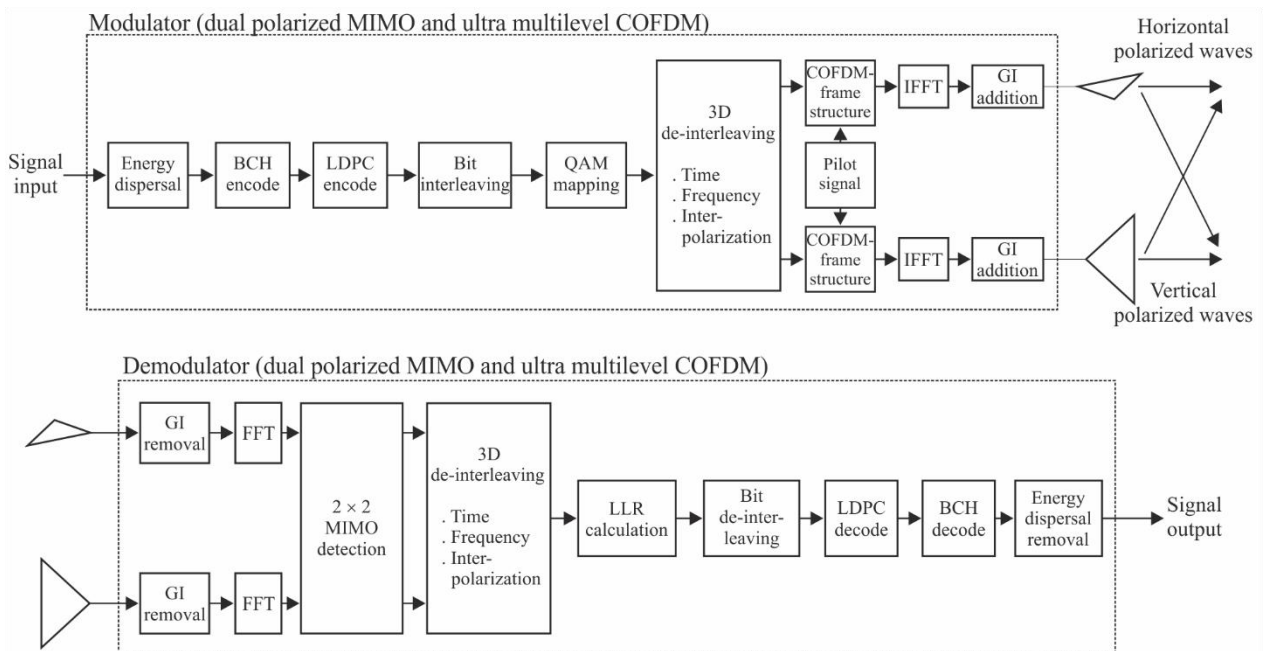 Modulator (dual polarized MIMO and ultra multilevel COFDM)
Signal
input
Energy
dispersal
BCH
encode
LDPC
encode
Bit
interleaving
QAM
mapping
3D
de-interleaving
. Time
. Frequency
. Inter-
polarization
COFDM-
frame
structure
IFFT
GI
addition
Pilot
signal
COFDM-
frame
structure
IFFT
GI
addition
Horizontal
polarized waves
Vertical
polarized waves
Demodulator (dual polarized MIMO and ultra multilevel COFDM)
GI
removal
FFT
GI
removal
FFT
2 × 2
MIMO
detection
3D
de-interleaving
. Time
. Frequency
. Inter-
polarization
LLR
calculation
Bit
de-inter-
leaving
LDPC
decode
BCH
decode
Energy
dispersal
removal
Signal
output